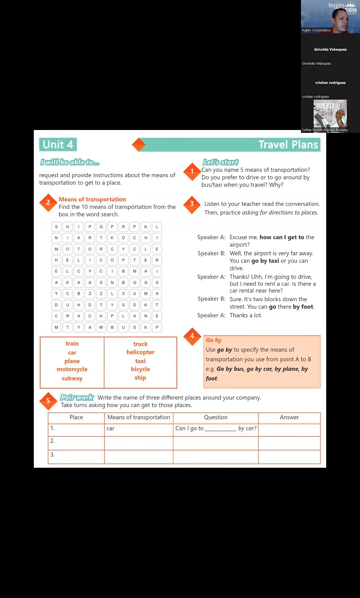 Inglés Corporativo
Griselda Velazquez
Griselda Velazquez
cristian rodrigues
cristian rodrigues
Unit 4
Travel Plans
I will be able to...
request and provide instructions about the means of
transportation to get to a place.
Let's start
1
Can you name 5 means of transportation?
Do you prefer to drive or to go around by
bus/taxi when you travel? Why?
2
Means of transportation
Find the 10 means of transportation from the
box in the word search.
3
Listen to your teacher read the conversation.
Then, practice asking for directions to places.
Speaker A: Excuse me, how can I get to the
airport?
Speaker B: Well, the airport is very far away.
You can go by taxi or you can
drive.
Speaker A: Thanks! Uhh, I'm going to drive,
but I need to rent a car. Is there a
car rental near here?
Speaker B: Sure. It's two blocks down the
street. You can go there by foot.
Speaker A: Thanks a lot.
S H I P Q P R P K L
N I A R T K D C H I
M O T O R C Y C L E
H E L I C O P T E R
E L C Y C I B M A I
train
car
plane
motorcycle
subway
truck
helicopter
taxi
bicycle
ship
4
Go by
Use go by to specify the means of
transportation you use from point A to B
e.g. Go by bus, go by car, by plane, by
foot.
5
Pair work Write the name of three different places around your company.
Take turns asking how you can get to those places.
Place Means of transportation Question Answer
1. car Can I go to __________ by car?
2.
3.